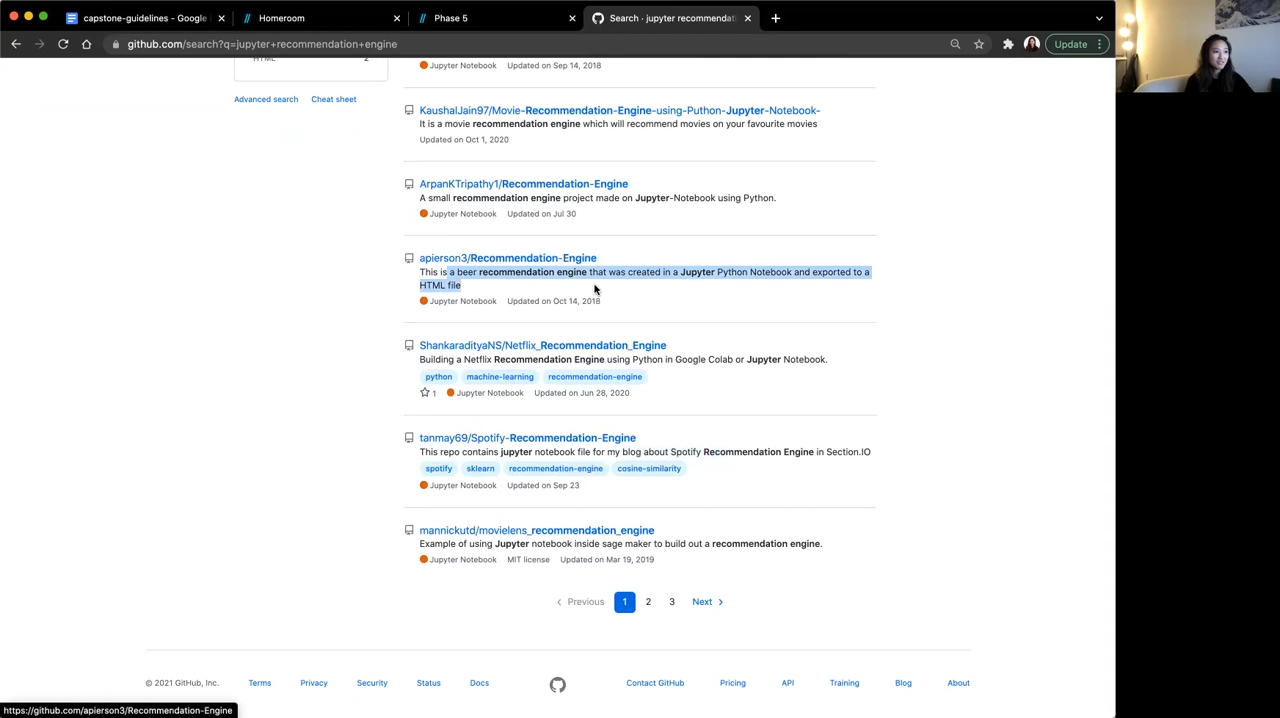 capstone-guidelines - Google
Homeroom
Phase 5
Search · jupyter recommendati
github.com/search?q=jupyter+recommendation+engine
Update
HTML 2
Advanced search Cheat sheet
Jupyter Notebook Updated on Sep 14, 2018
KaushalJain97/Movie-Recommendation-Engine-using-Puthon-Jupyter-Notebook-
It is a movie recommendation engine which will recommend movies on your favourite movies
Updated on Oct 1, 2020
ArpanKTripathy1/Recommendation-Engine
A small recommendation engine project made on Jupyter-Notebook using Python.
Jupyter Notebook Updated on Jul 30
apierson3/Recommendation-Engine
This is a beer recommendation engine that was created in a Jupyter Python Notebook and exported to a
HTML file
Jupyter Notebook Updated on Oct 14, 2018
ShankaradityaNS/Netflix_Recommendation_Engine
Building a Netflix Recommendation Engine using Python in Google Colab or Jupyter Notebook.
python machine-learning recommendation-engine
1 Jupyter Notebook Updated on Jun 28, 2020
tanmay69/Spotify-Recommendation-Engine
This repo contains jupyter notebook file for my blog about Spotify Recommendation Engine in Section.IO
spotify sklearn recommendation-engine cosine-similarity
Jupyter Notebook Updated on Sep 23
mannickutd/movielens_recommendation_engine
Example of using Jupyter notebook inside sage maker to build out a recommendation engine.
Jupyter Notebook MIT license Updated on Mar 19, 2019
Previous 1 2 3 Next
© 2021 GitHub, Inc. Terms Privacy Security Status Docs Contact GitHub Pricing API Training Blog About
https://github.com/apierson3/Recommendation-Engine